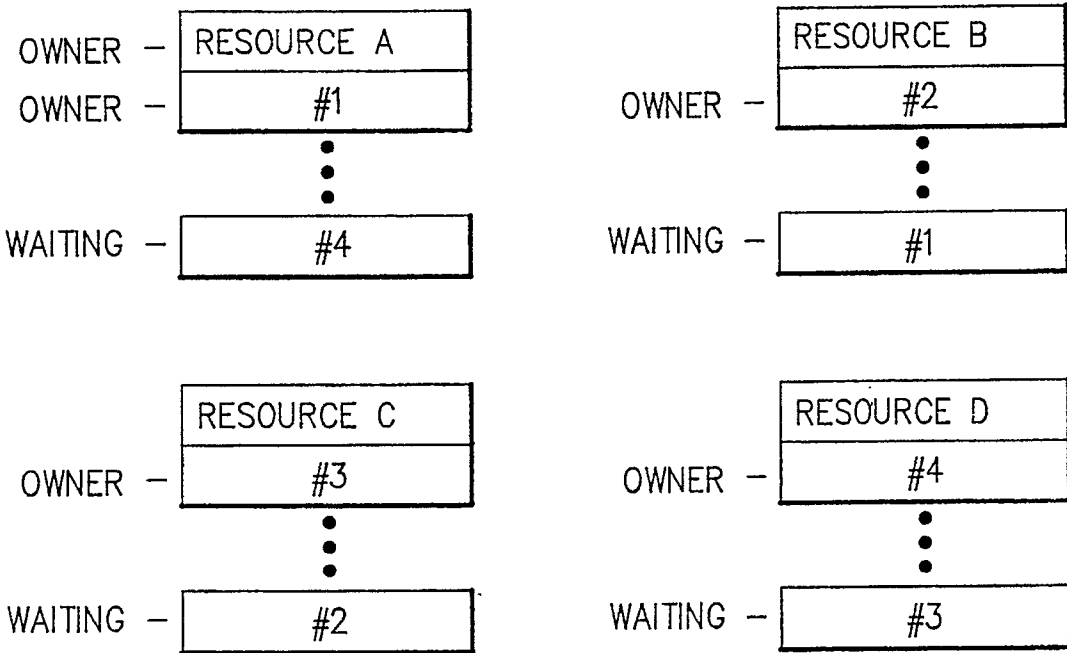 OWNER – RESOURCE A
OWNER – #1
WAITING – #4
RESOURCE B
OWNER – #2
WAITING – #1
RESOURCE C
OWNER – #3
WAITING – #2
RESOURCE D
OWNER – #4
WAITING – #3